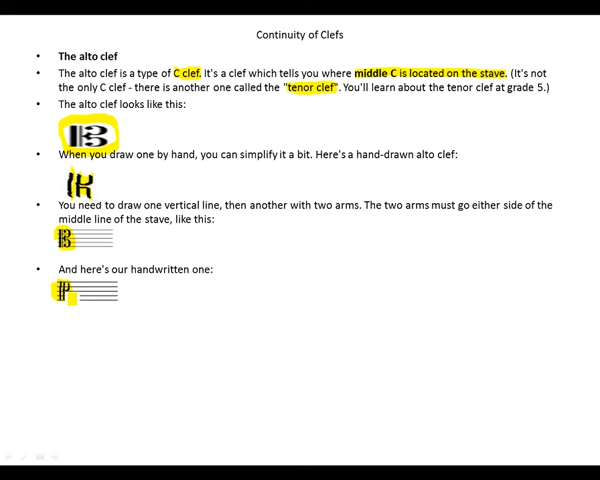 Continuity of Clefs
• The alto clef
• The alto clef is a type of C clef. It's a clef which tells you where middle C is located on the stave. (It's not
the only C clef - there is another one called the "tenor clef". You'll learn about the tenor clef at grade 5.)
• The alto clef looks like this:
• When you draw one by hand, you can simplify it a bit. Here's a hand-drawn alto clef:
• You need to draw one vertical line, then another with two arms. The two arms must go either side of the
middle line of the stave, like this:
• And here's our handwritten one: